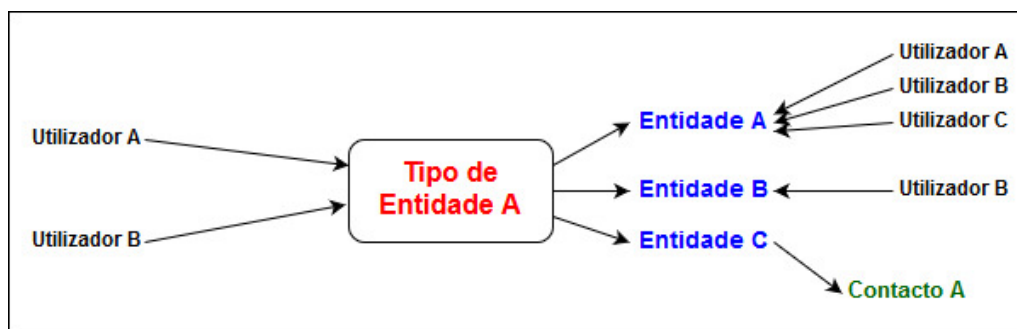 Utilizador A
Utilizador B
Tipo de
Entidade A
Entidade A
Entidade B
Entidade C
Utilizador A
Utilizador B
Utilizador C
Utilizador B
Contacto A